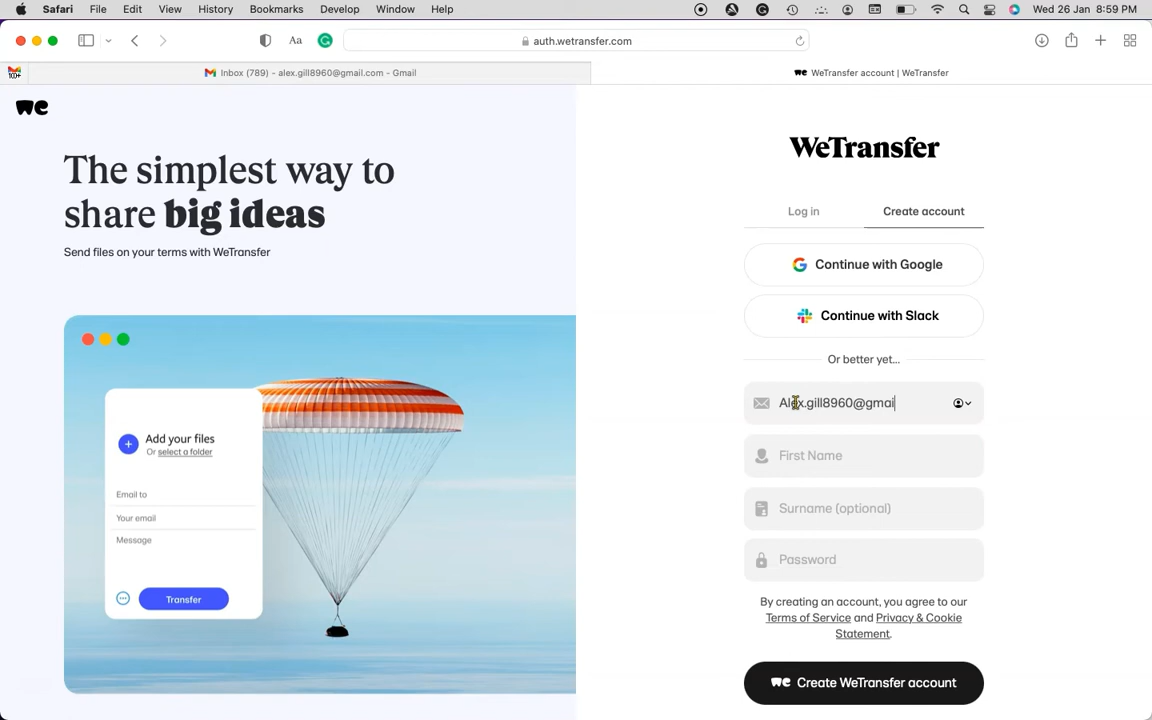 Safari File Edit View History Bookmarks Develop Window Help Wed 26 Jan 8:59 PM
AA auth.wetransfer.com
100+ Inbox (789) - alex.gill8960@gmail.com - Gmail WeTransfer account | WeTransfer
we
The simplest way to
share big ideas
Send files on your terms with WeTransfer
Add your files
Or select a folder
Email to
Your email
Message
Transfer
WeTransfer
Log in Create account
Continue with Google
Continue with Slack
Or better yet...
Alex.gill8960@gmai
First Name
Surname (optional)
Password
By creating an account, you agree to our
Terms of Service and Privacy & Cookie
Statement.
we Create WeTransfer account